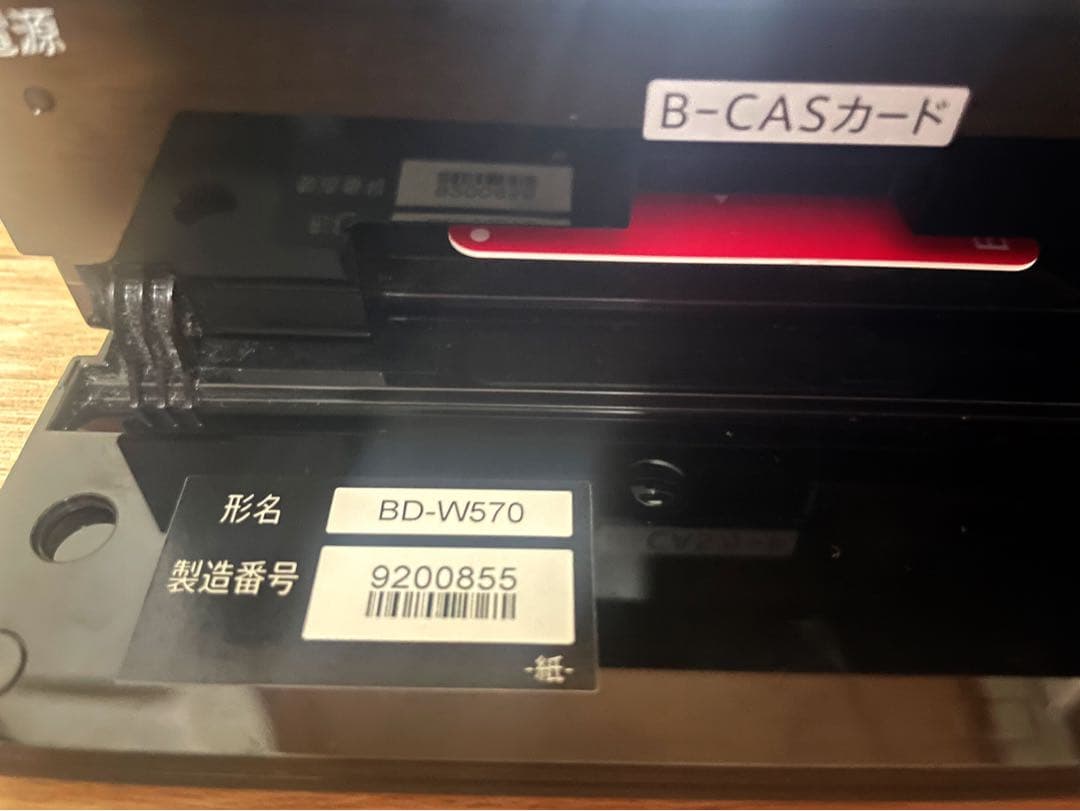 電源
B-CASカード
E
形名 BD-W570
製造番号 9200855
-紙-